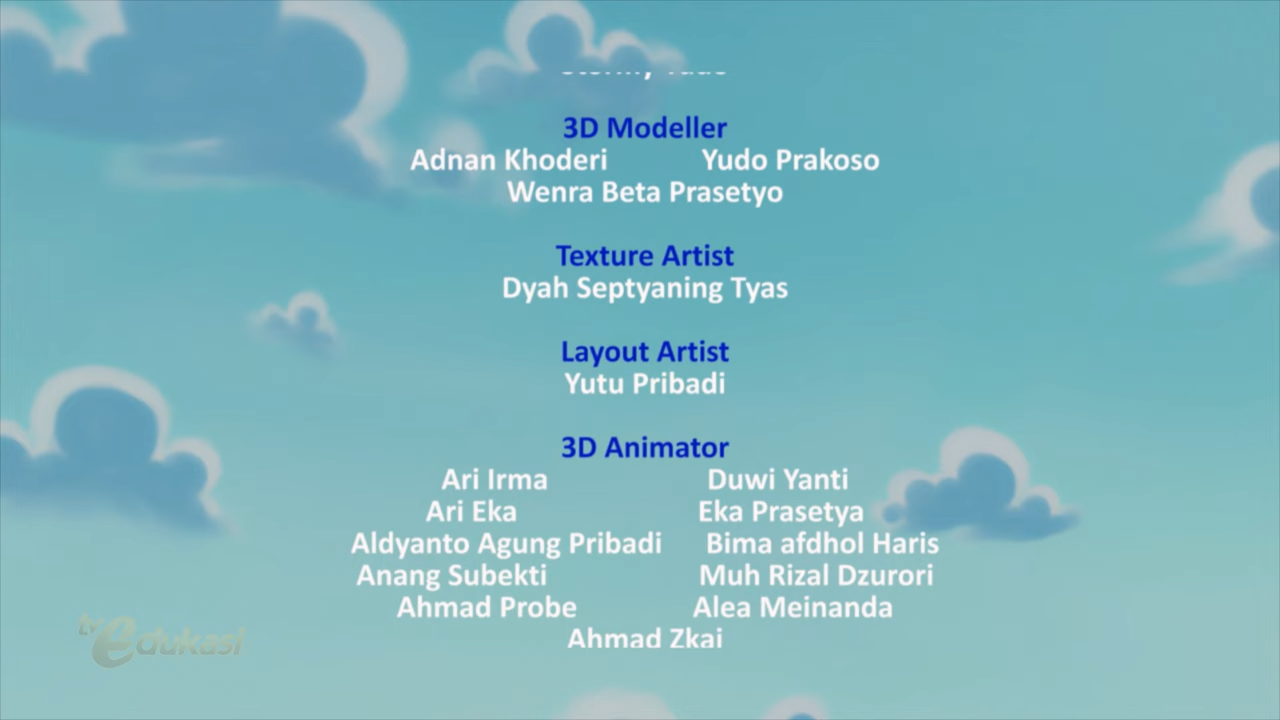 3D Modeller
Adnan Khoderi Yudo Prakoso
Wenra Beta Prasetyo
Texture Artist
Dyah Septyaning Tyas
Layout Artist
Yutu Pribadi
3D Animator
Ari Irma Duwi Yanti
Ari Eka Eka Prasetya
Aldyanto Agung Pribadi Bima afdhol Haris
Anang Subekti Muh Rizal Dzurori
Ahmad Probe Alea Meinanda
Ahmad Zkai
tv edukasi